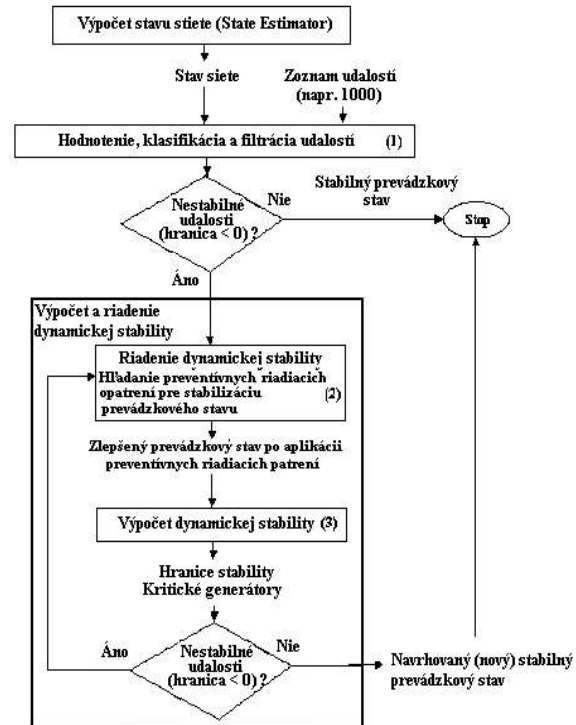 Výpočet stavu stiete (State Estimator)
Stav siete
Zoznam udalostí
(napr. 1000)
Hodnotenie, klasifikácia a filtrácia udalostí (1)
Nestabilné
udalosti
(hranica < 0) ?
Nie
Stabilný prevádzkový
stav
Stop
Áno
Výpočet a riadenie
dynamickej stability
Riadenie dynamickej stability
Hľadanie preventívnych riadiacich
opatrení pre stabilizáciu
prevádzkového stavu
(2)
Zlepšený prevádzkový stav po aplikácii
preventívnych riadiacich patrení
Výpočet dynamickej stability (3)
Hranice stability
Kritické generátory
Áno
Nestabilné
udalosti
(hranica < 0) ?
Nie
Navrhovaný (nový) stabilný
prevádzkový stav